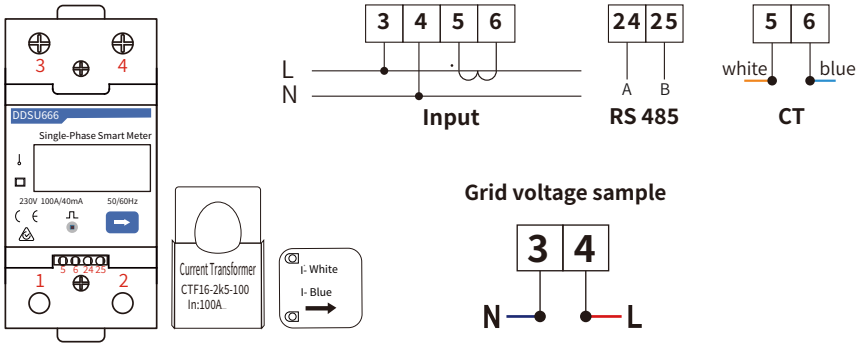 3 4
DDSU666
Single-Phase Smart Meter
230V 100A/40mA 50/60Hz
5 6 24 25
1 2
Current Transformer
CTF16-2k5-100
In:100A
I- White
I- Blue
3 4 5 6
L
N
Input
24 25
A B
RS 485
5 6
white blue
CT
Grid voltage sample
3 4
N L